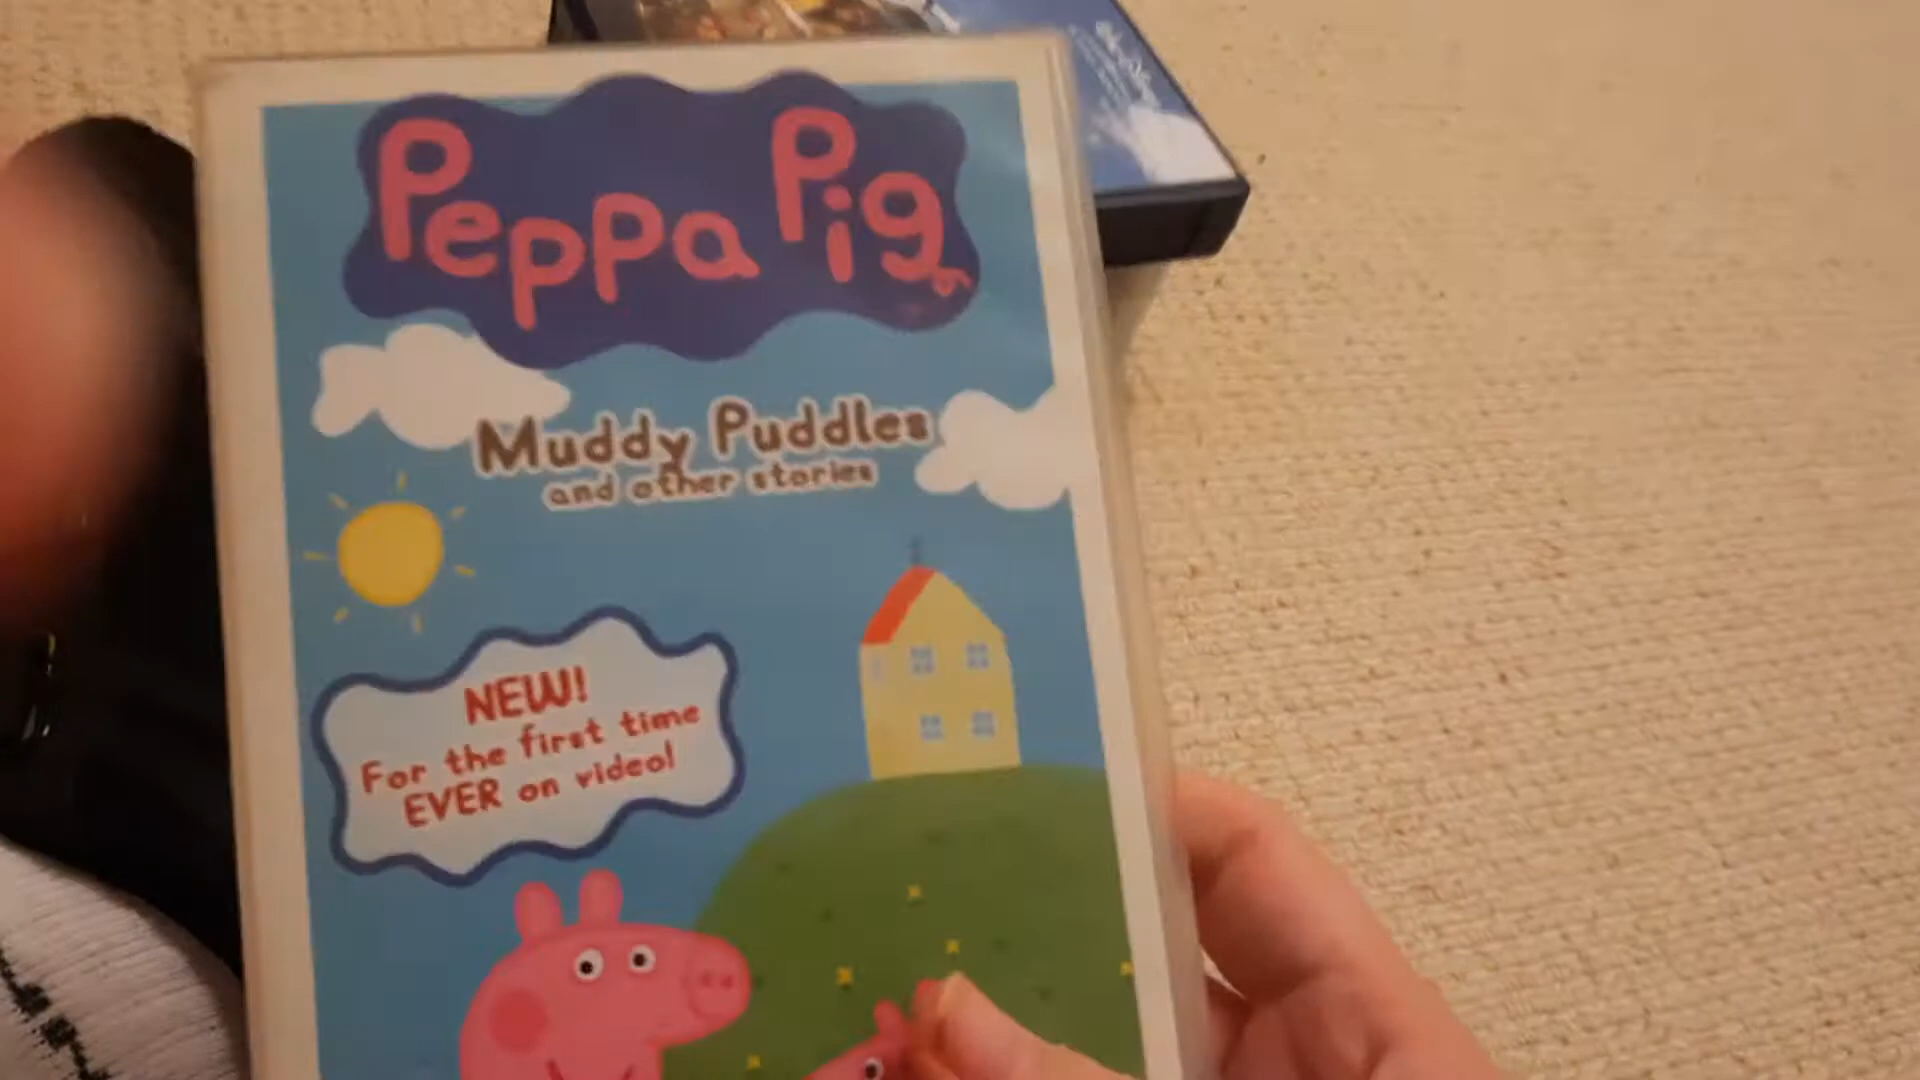 Peppa Pig
Muddy Puddles
and other stories
NEW!
For the first time
EVER on video!